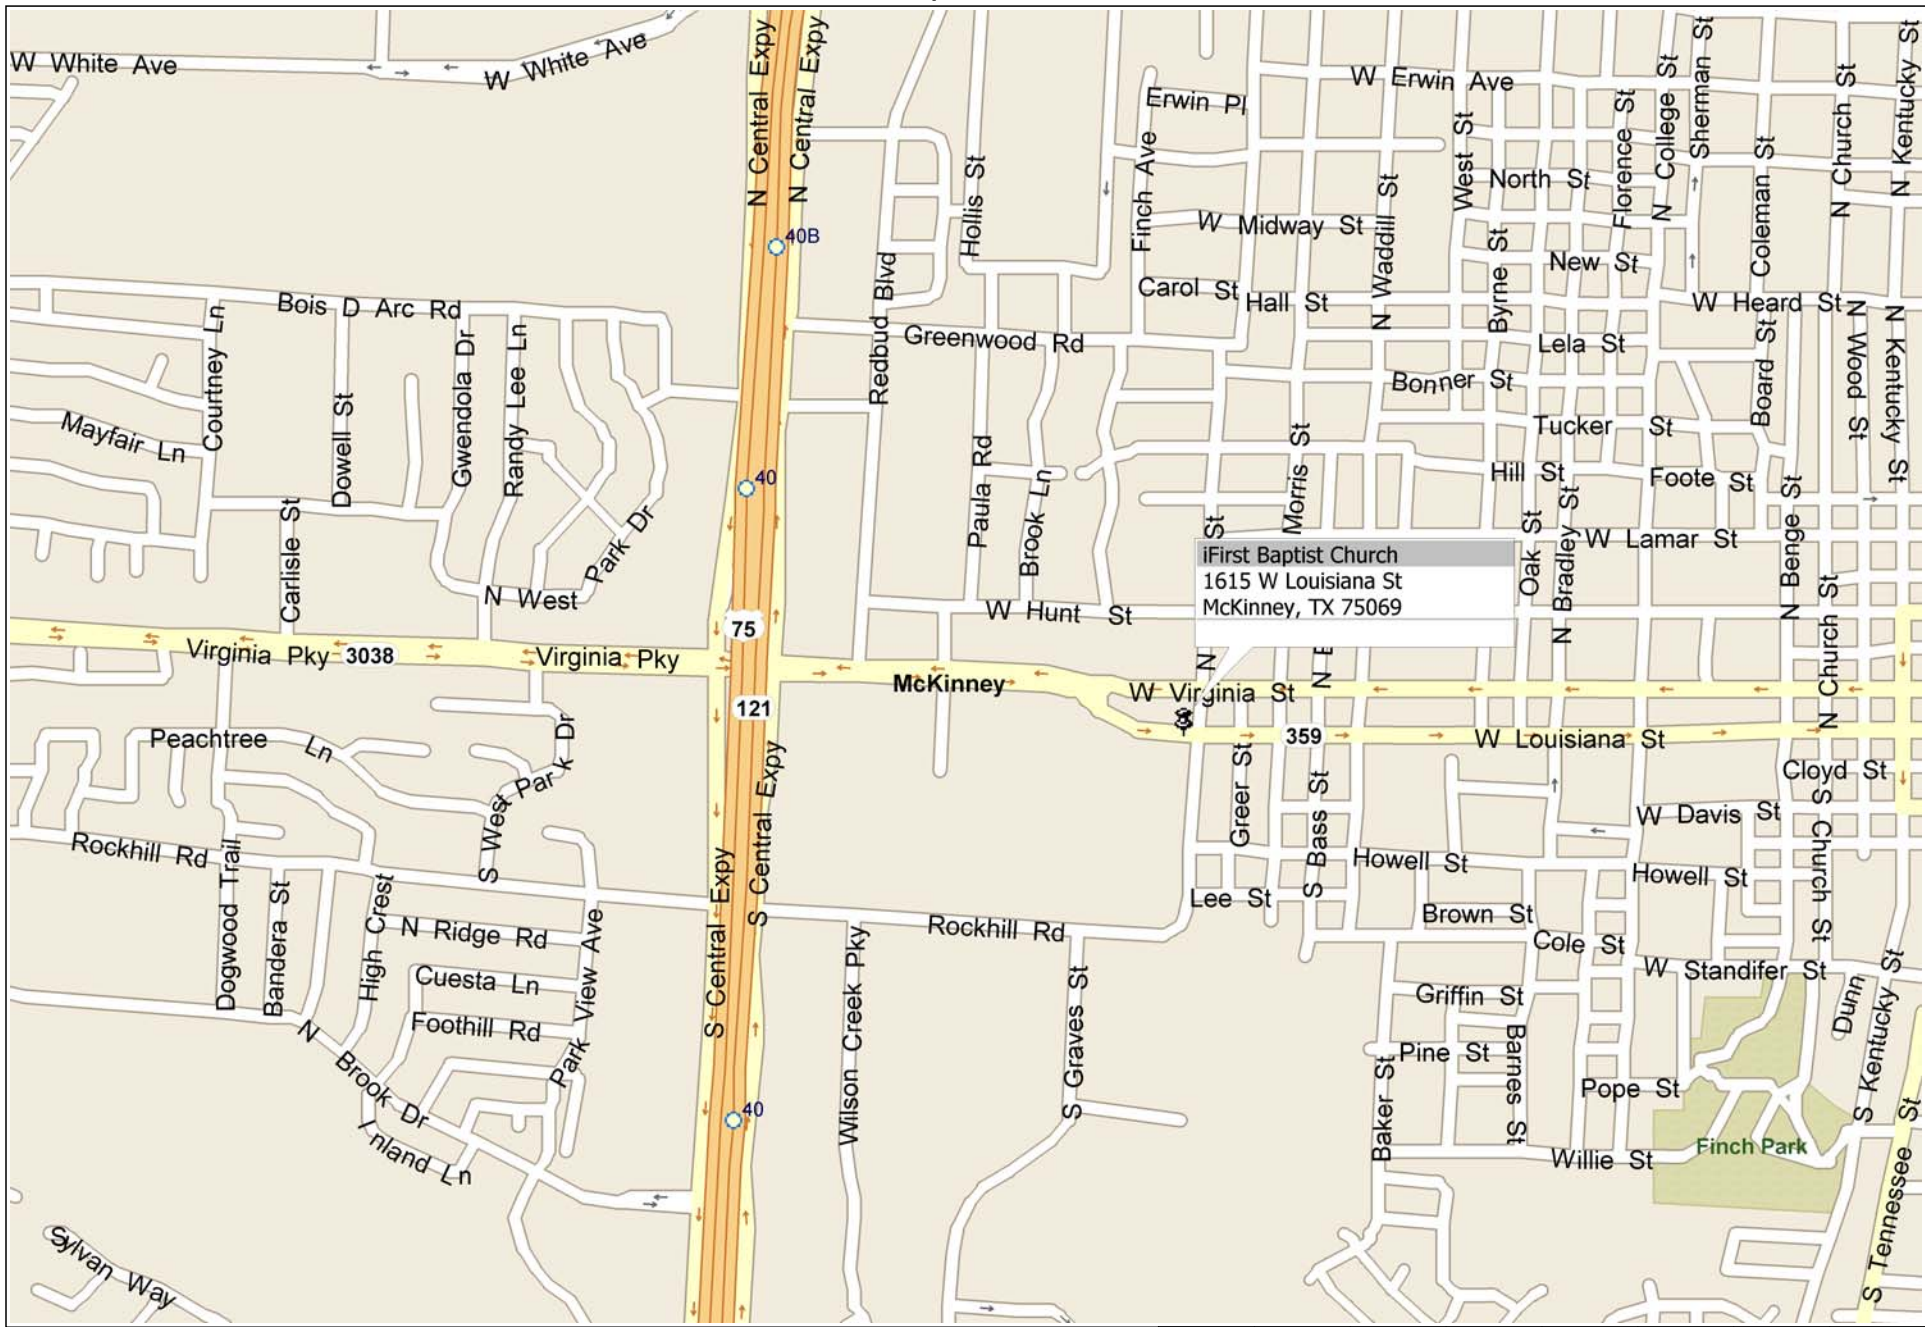 W White Ave
W White Ave
N Central Expy
N Central Expy
40B
Hollis St
Redbud Blvd
Erwin Pl
Finch Ave
W Erwin Ave
West St
North St
Florence St
N College St
Sherman St
Coleman St
N Church St
N Kentucky St
W Midway St
N Waddill St
Byrne St
New St
Carol St
Hall St
W Heard St
Bois D Arc Rd
Courtney Ln
Gwendola Dr
Randy Lee Ln
Dowell St
Mayfair Ln
Greenwood Rd
Lela St
Bonner St
Board St
N Wood St
N Kentucky St
Tucker St
Morris St
Paula Rd
Brook Ln
Hill St
Foote St
40
Carlisle St
Park Dr
N West
N Benge St
Oak St
N Bradley St
W Lamar St
St
iFirst Baptist Church
1615 W Louisiana St
McKinney, TX 75069
W Hunt St
75
Virginia Pky
3038
Virginia Pky
McKinney
W Virginia St
N
N
N Church St
121
359
W Louisiana St
Peachtree Ln
S West Park Dr
S Central Expy
S Central Expy
Greer St
S Bass St
Cloyd St
W Davis St
S Church St
Rockhill Rd
Dogwood Trail
Bandera St
High Crest
N Ridge Rd
Cuesta Ln
Foothill Rd
Park View Ave
Howell St
Howell St
Lee St
Brown St
Cole St
Rockhill Rd
Wilson Creek Pky
S Graves St
W Standifer St
Griffin St
Dunn
S Kentucky St
Barnes St
Pine St
Baker St
Pope St
N Brook Dr
Inland Ln
40
Willie St
Finch Park
S Tennessee St
Sylvan Way